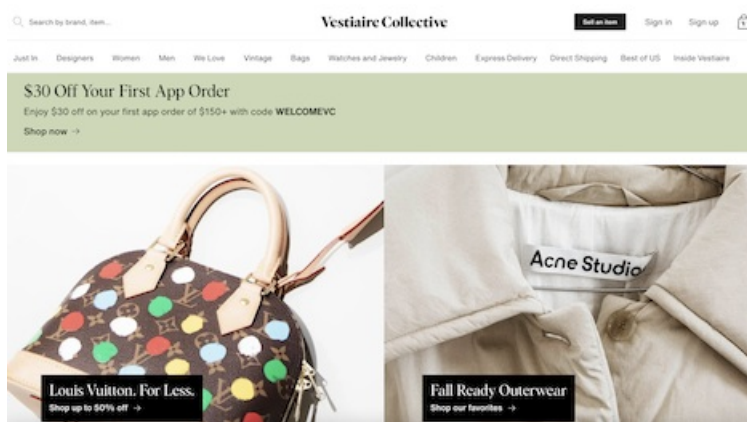 Search by brand, item...
Vestiaire Collective
Sell an item
Sign in
Sign up
Just In Designers Women Men We Love Vintage Bags Watches and Jewelry Children Express Delivery Direct Shipping Best of US Inside Vestiaire
$30 Off Your First App Order
Enjoy $30 off on your first app order of $150+ with code WELCOMEVC
Shop now →
Acne Studio
Louis Vuitton. For Less.
Shop up to 50% off →
Fall Ready Outerwear
Shop our favorites →